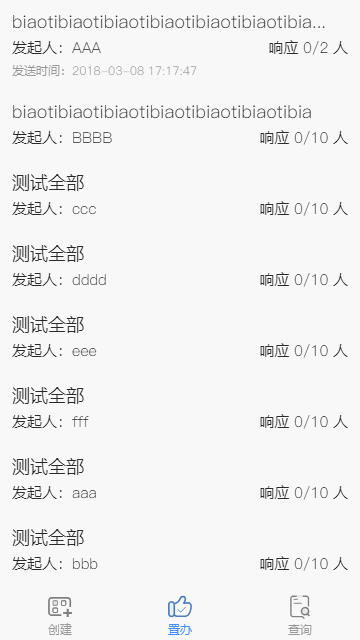 biaotibiaotibiaotibiaotibiaotibiaotibia...
发起人：AAA 响应 0/2 人
发送时间：2018-03-08 17:17:47
biaotibiaotibiaotibiaotibiaotibiaotibia
发起人：BBBB 响应 0/10 人
测试全部
发起人：ccc 响应 0/10 人
测试全部
发起人：dddd 响应 0/10 人
测试全部
发起人：eee 响应 0/10 人
测试全部
发起人：fff 响应 0/10 人
测试全部
发起人：aaa 响应 0/10 人
测试全部
发起人：bbb 响应 0/10 人
创建 置办 查询